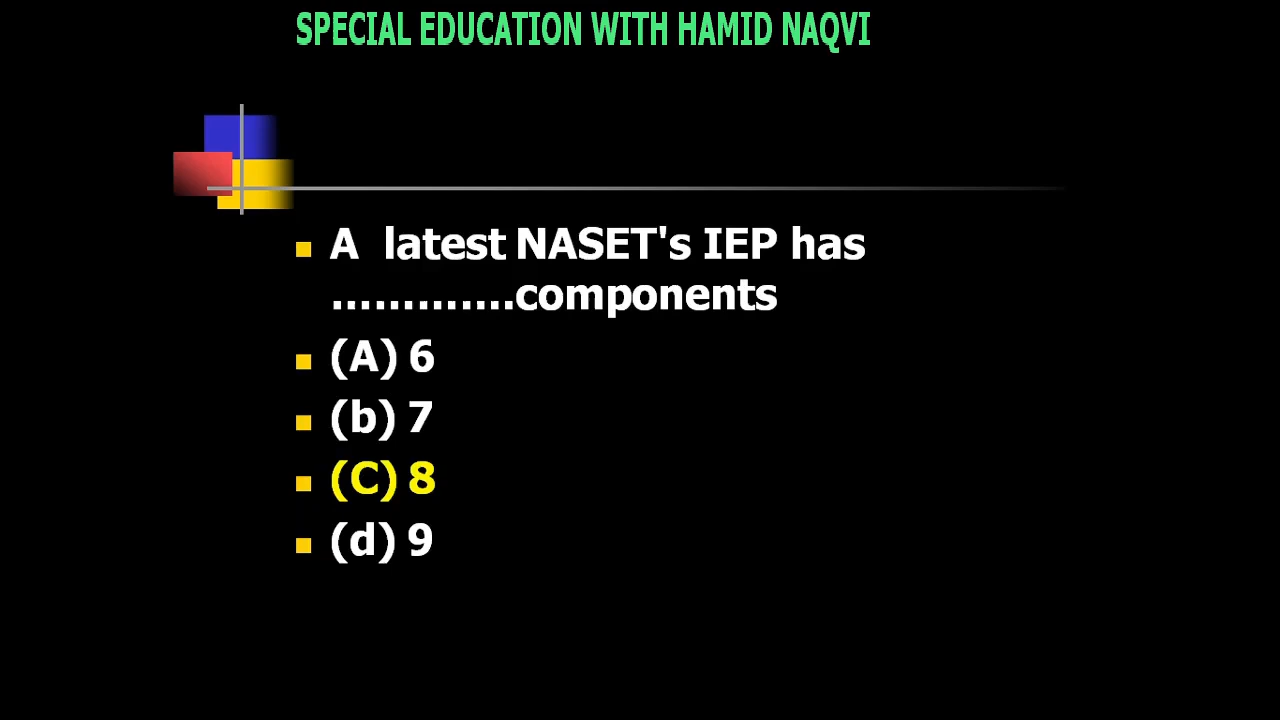 SPECIAL EDUCATION WITH HAMID NAQVI
A latest NASET's IEP has
.............components
(A) 6
(b) 7
(C) 8
(d) 9